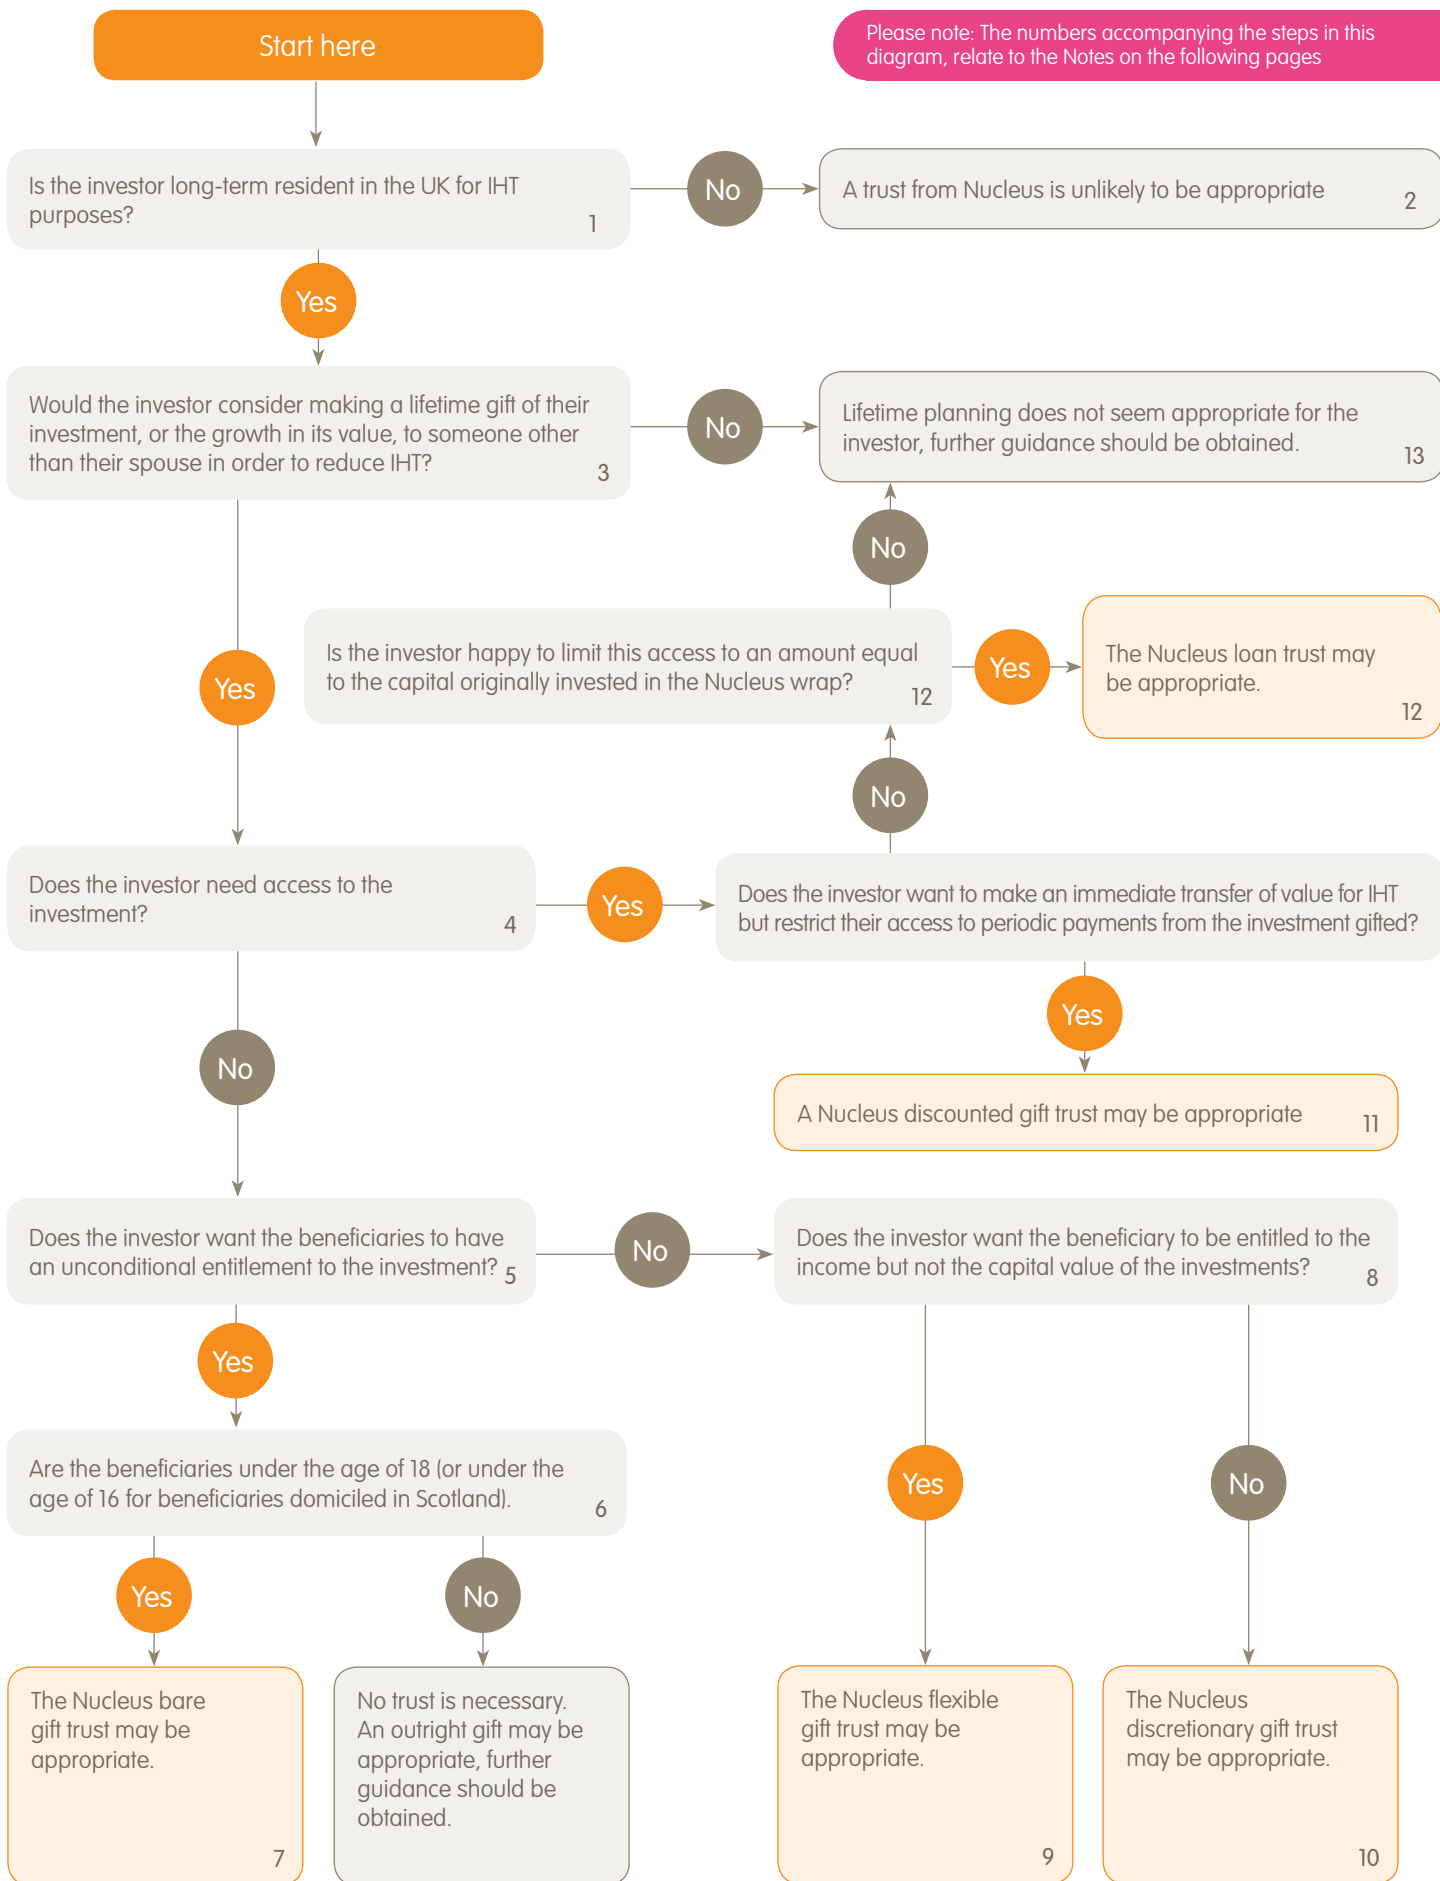 Start here
Please note: The numbers accompanying the steps in this
diagram, relate to the Notes on the following pages
Is the investor long-term resident in the UK for IHT
purposes?
1
No
A trust from Nucleus is unlikely to be appropriate
2
Yes
Would the investor consider making a lifetime gift of their
investment, or the growth in its value, to someone other
than their spouse in order to reduce IHT?
3
No
Lifetime planning does not seem appropriate for the
investor, further guidance should be obtained.
13
No
Yes
Is the investor happy to limit this access to an amount equal
to the capital originally invested in the Nucleus wrap?
12
Yes
The Nucleus loan trust may
be appropriate.
12
No
Does the investor need access to the
investment?
4
Yes
Does the investor want to make an immediate transfer of value for IHT
but restrict their access to periodic payments from the investment gifted?
Yes
No
A Nucleus discounted gift trust may be appropriate
11
Does the investor want the beneficiaries to have
an unconditional entitlement to the investment?
5
No
Does the investor want the beneficiary to be entitled to the
income but not the capital value of the investments?
8
Yes
Are the beneficiaries under the age of 18 (or under the
age of 16 for beneficiaries domiciled in Scotland).
6
Yes
No
Yes
No
The Nucleus bare
gift trust may be
appropriate.
7
No trust is necessary.
An outright gift may be
appropriate, further
guidance should be
obtained.
The Nucleus flexible
gift trust may be
appropriate.
9
The Nucleus
discretionary gift trust
may be appropriate.
10